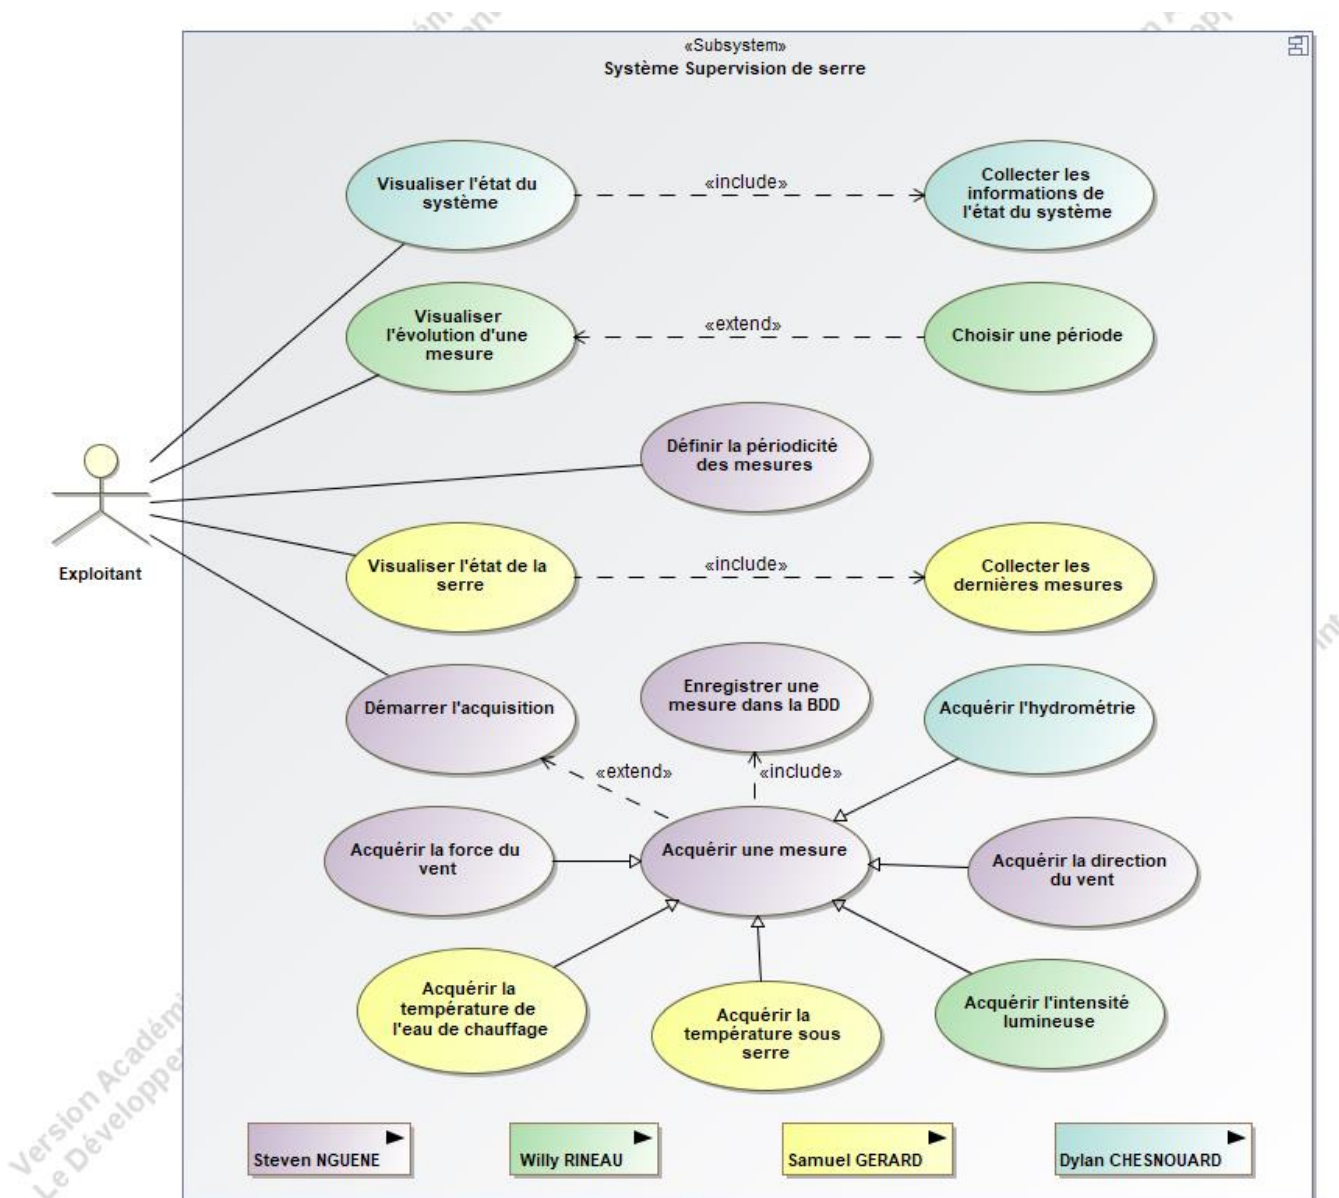 «Subsystem»
Système Supervision de serre
Visualiser l'état du
système
«include»
Collecter les
informations de
l'état du système
Visualiser
l'évolution d'une
mesure
«extend»
Choisir une période
Définir la périodicité
des mesures
Exploitant
Visualiser l'état de la
serre
«include»
Collecter les
dernières mesures
Démarrer l'acquisition
Enregistrer une
mesure dans la BDD
Acquérir l'hydrométrie
«extend»
«include»
Acquérir la force du
vent
Acquérir une mesure
Acquérir la direction
du vent
Acquérir la
température de
l'eau de chauffage
Acquérir la
température sous
serre
Acquérir l'intensité
lumineuse
Version Académi
Le Développe
Steven NGUENE
Willy RINEAU
Samuel GERARD
Dylan CHESNOUARD